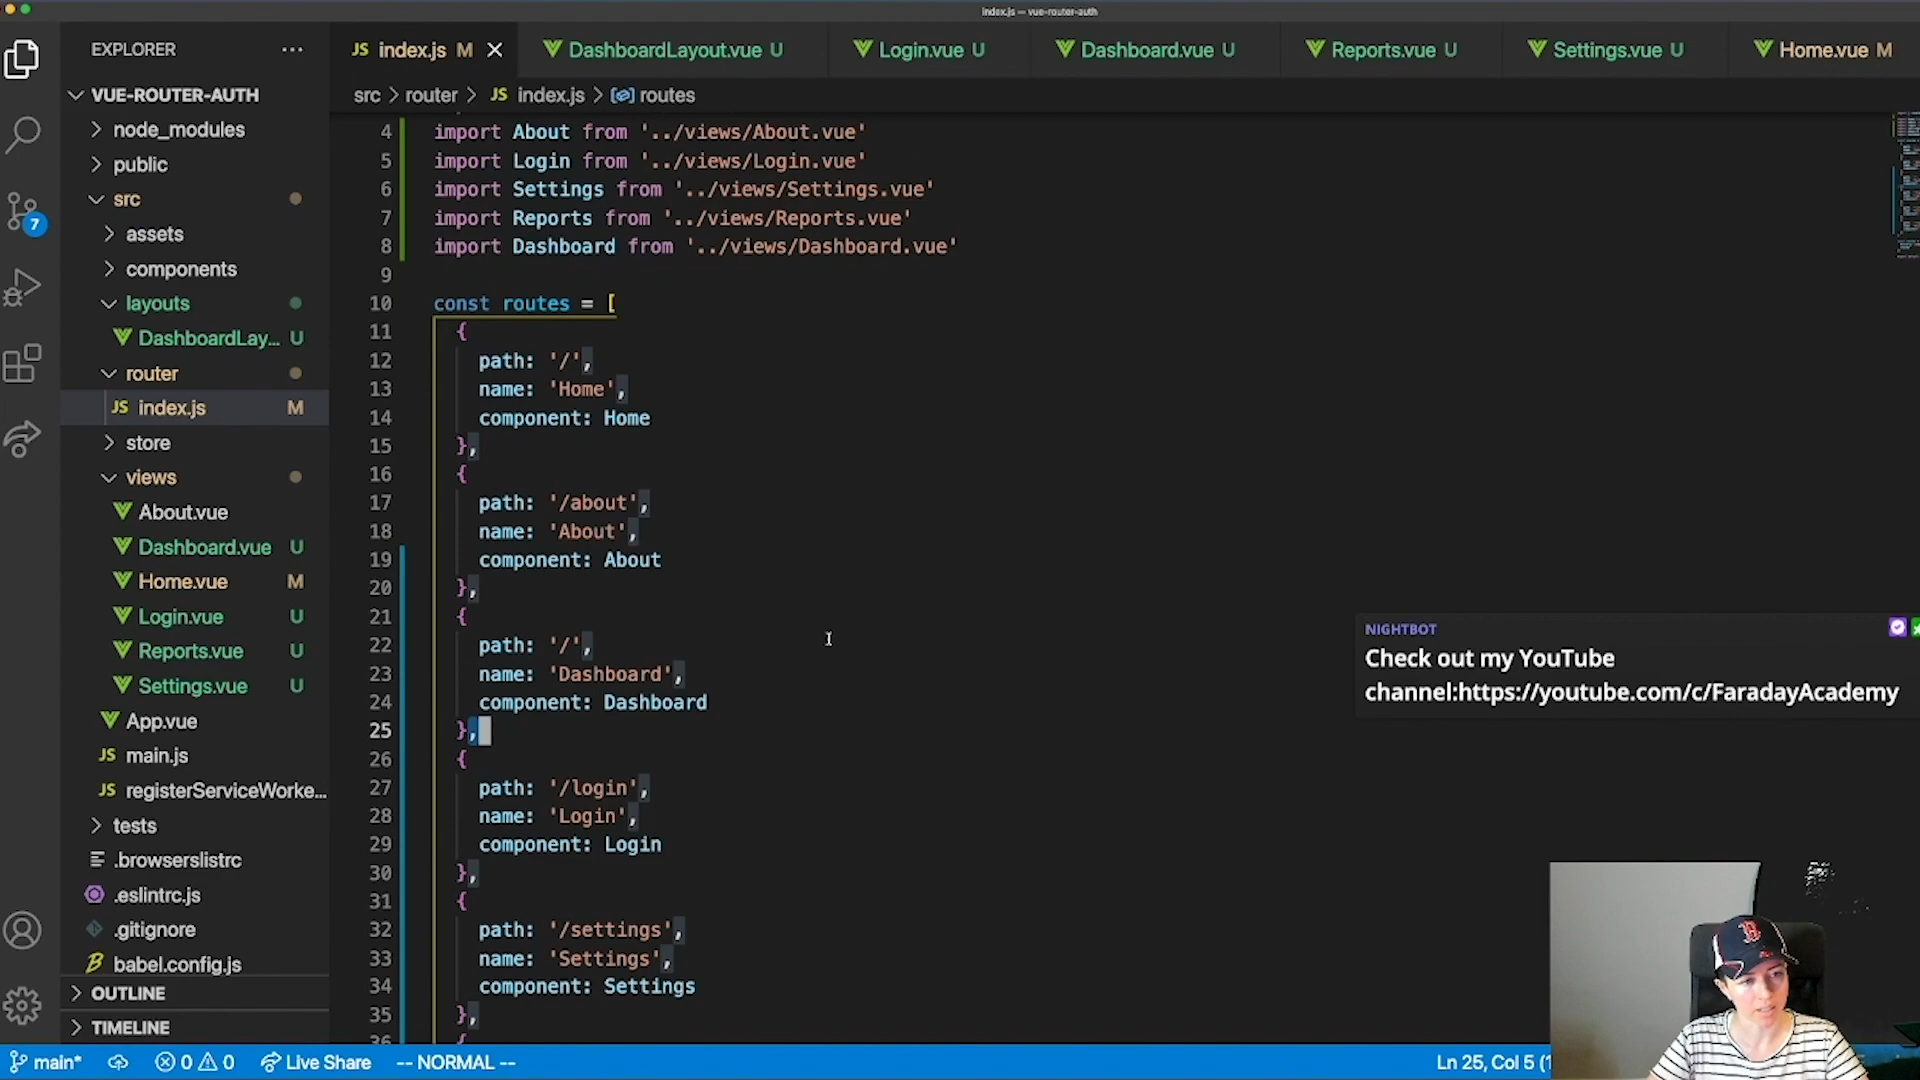 index.js — vue-router-auth
EXPLORER ...
JS index.js M
DashboardLayout.vue U
Login.vue U
Dashboard.vue U
Reports.vue U
Settings.vue U
Home.vue M
src > router > JS index.js > routes
VUE-ROUTER-AUTH
node_modules
public
src
assets
components
layouts
DashboardLay... U
router
JS index.js M
store
views
About.vue
Dashboard.vue U
Home.vue M
Login.vue U
Reports.vue U
Settings.vue U
App.vue
JS main.js
JS registerServiceWorke...
tests
.browserslistrc
.eslintrc.js
.gitignore
babel.config.js
OUTLINE
TIMELINE
7
4 import About from '../views/About.vue'
5 import Login from '../views/Login.vue'
6 import Settings from '../views/Settings.vue'
7 import Reports from '../views/Reports.vue'
8 import Dashboard from '../views/Dashboard.vue'
9
10 const routes = [
11 {
12 path: '/',
13 name: 'Home',
14 component: Home
15 },
16 {
17 path: '/about',
18 name: 'About',
19 component: About
20 },
21 {
22 path: '/',
23 name: 'Dashboard',
24 component: Dashboard
25 },
26 {
27 path: '/login',
28 name: 'Login',
29 component: Login
30 },
31 {
32 path: '/settings',
33 name: 'Settings',
34 component: Settings
35 },
36 {
NIGHTBOT
Check out my YouTube
channel:https://youtube.com/c/FaradayAcademy
main* 0 0 Live Share -- NORMAL --
Ln 25, Col 5 (1